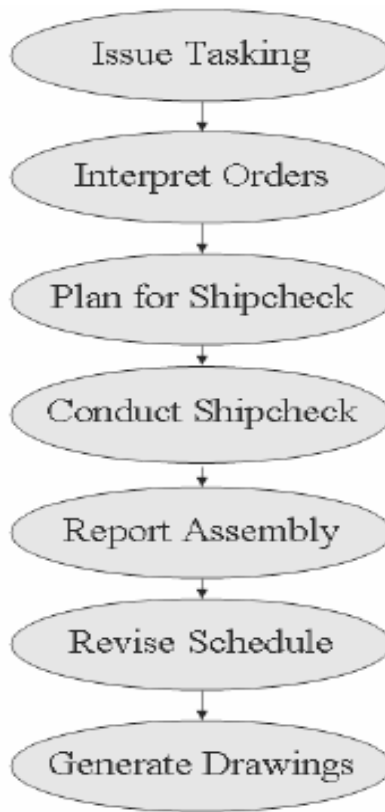 Issue Tasking
Interpret Orders
Plan for Shipcheck
Conduct Shipcheck
Report Assembly
Revise Schedule
Generate Drawings